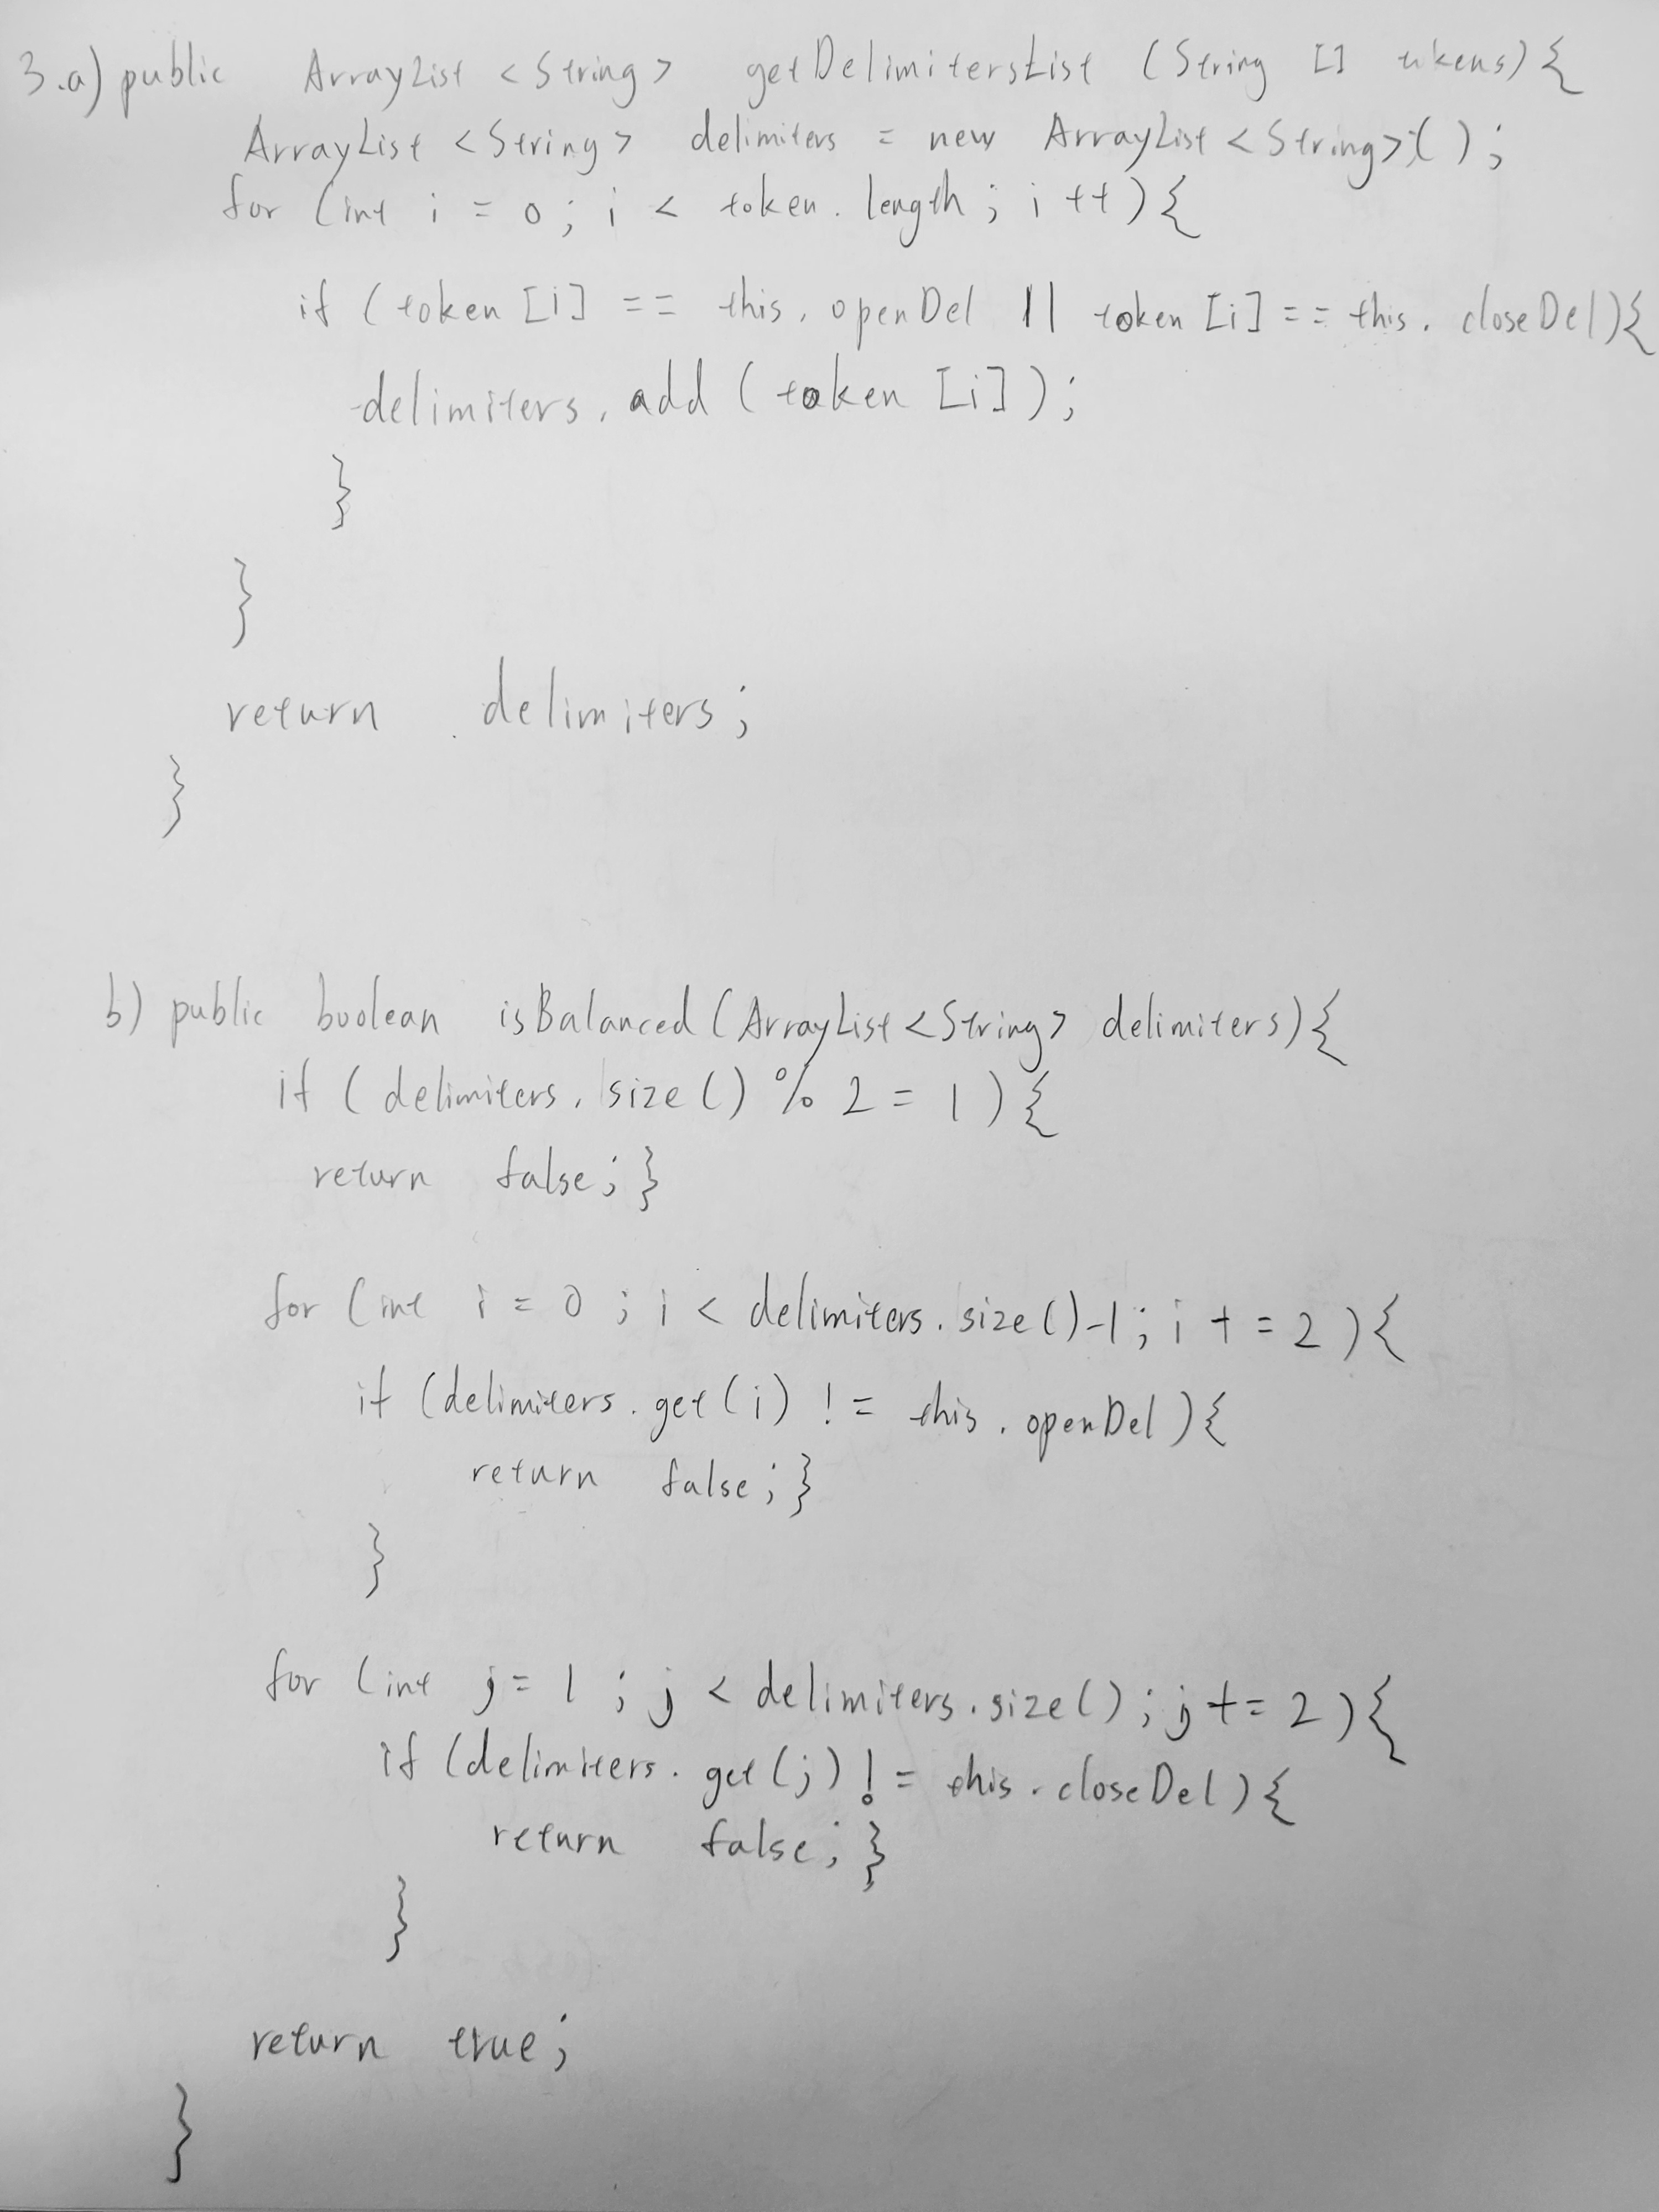 3.a) public ArrayList <String> getDelimitersList (String [] tokens){
ArrayList <String> delimiters = new ArrayList <String>();
for (int i = 0; i < token. length; i ++){
if (token [i] == this. openDel || token [i] == this. closeDel){
delimiters. add (token [i]);
}
}
return delimiters;
}
b) public boolean isBalanced (ArrayList <String> delimiters){
if (delimiters. size () % 2 = 1){
return false;}
for (int i = 0; i < delimiters. size ()-1; i += 2){
if (delimiters. get (i) != this. openDel){
return false;}
}
for (int j = 1; j < delimiters. size (); j += 2){
if (delimiters. get (j) != this. closeDel){
return false;}
}
return true;
}